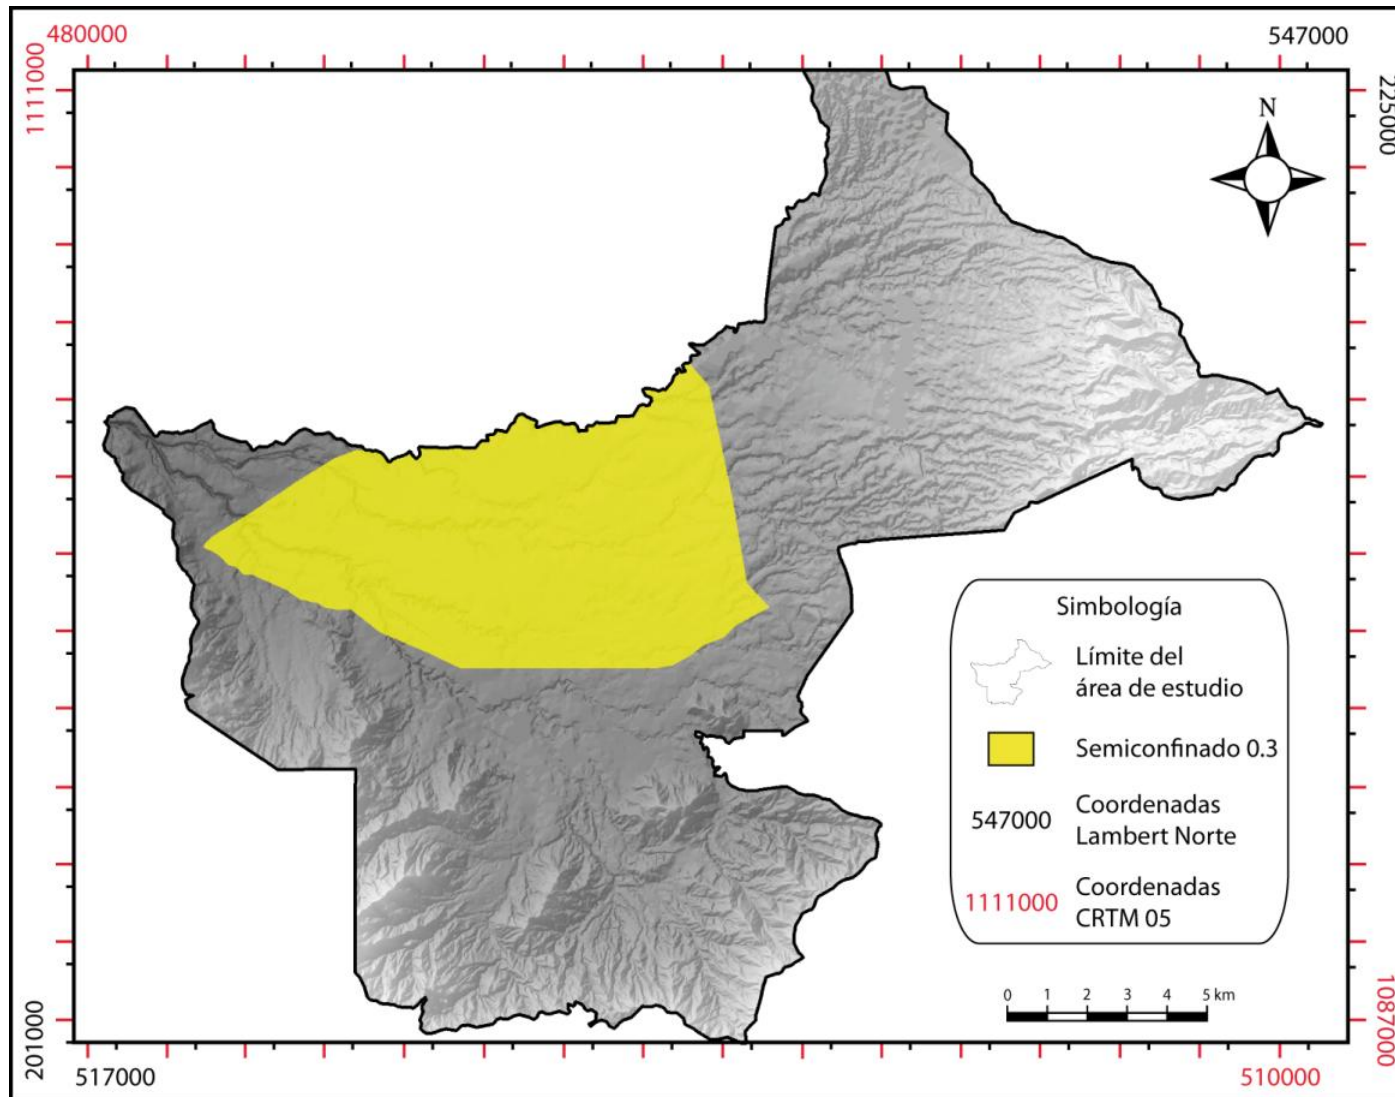 480000
547000
1111000
225000
N
Simbología
Límite del
área de estudio
Semiconfinado 0.3
547000
Coordenadas
Lambert Norte
1111000
Coordenadas
CRTM 05
0 1 2 3 4 5 km
201000
1087000
517000
510000